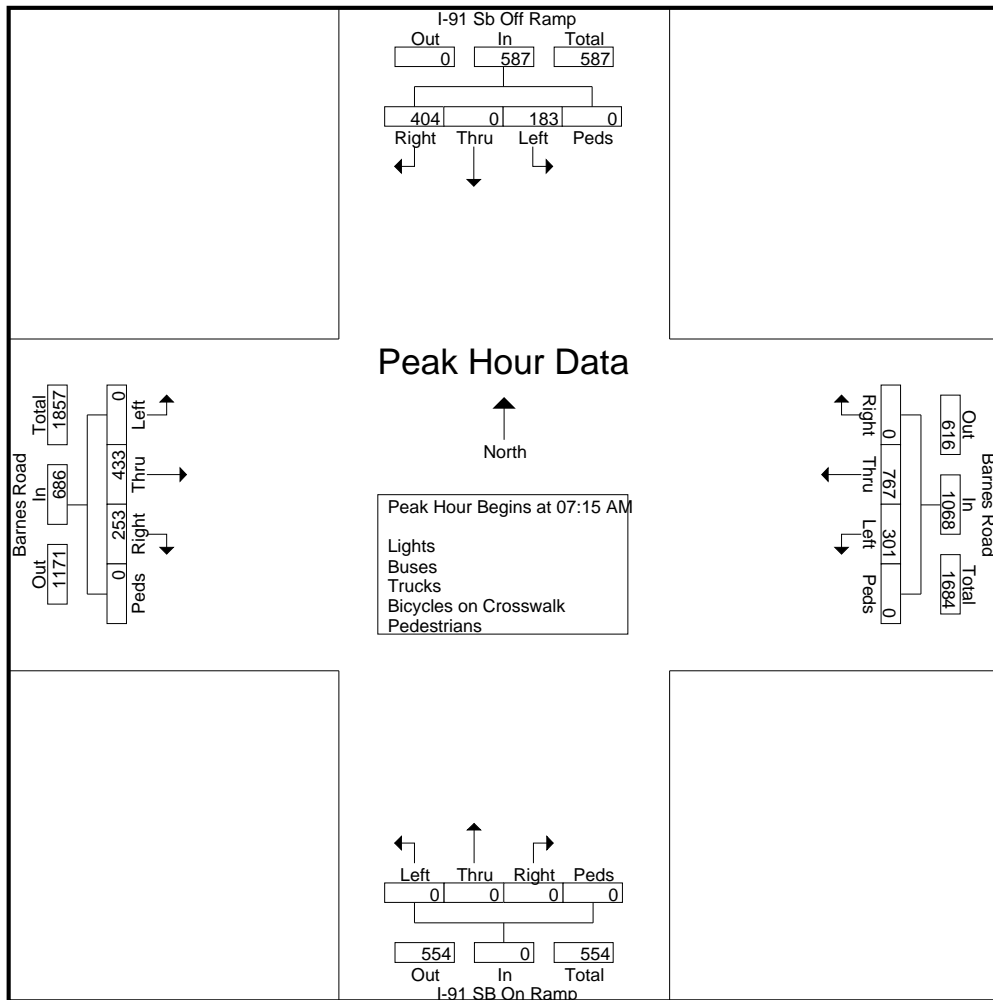 I-91 Sb Off Ramp
Out In Total
0 587 587
404 0 183 0
Right Thru Left Peds
Peak Hour Data
North
Peak Hour Begins at 07:15 AM
Lights
Buses
Trucks
Bicycles on Crosswalk
Pedestrians
Barnes Road
Out In Total
1171 686 1857
0 433 253 0
Left Thru Right Peds
Barnes Road
Out In Total
616 1068 1684
0 767 301 0
Right Thru Left Peds
Left Thru Right Peds
0 0 0 0
554 0 554
Out In Total
I-91 SB On Ramp